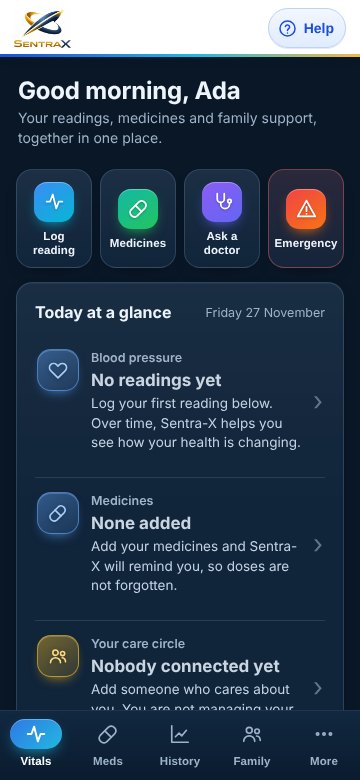 SENTRAX
Help
Good morning, Ada
Your readings, medicines and family support,
together in one place.
Log
reading
Medicines
Ask a
doctor
Emergency
Today at a glance
Friday 27 November
Blood pressure
No readings yet
Log your first reading below.
Over time, Sentra-X helps you
see how your health is changing.
Medicines
None added
Add your medicines and Sentra-
X will remind you, so doses are
not forgotten.
Your care circle
Nobody connected yet
Add someone who cares about
you. You are not managing your
Vitals
Meds
History
Family
More